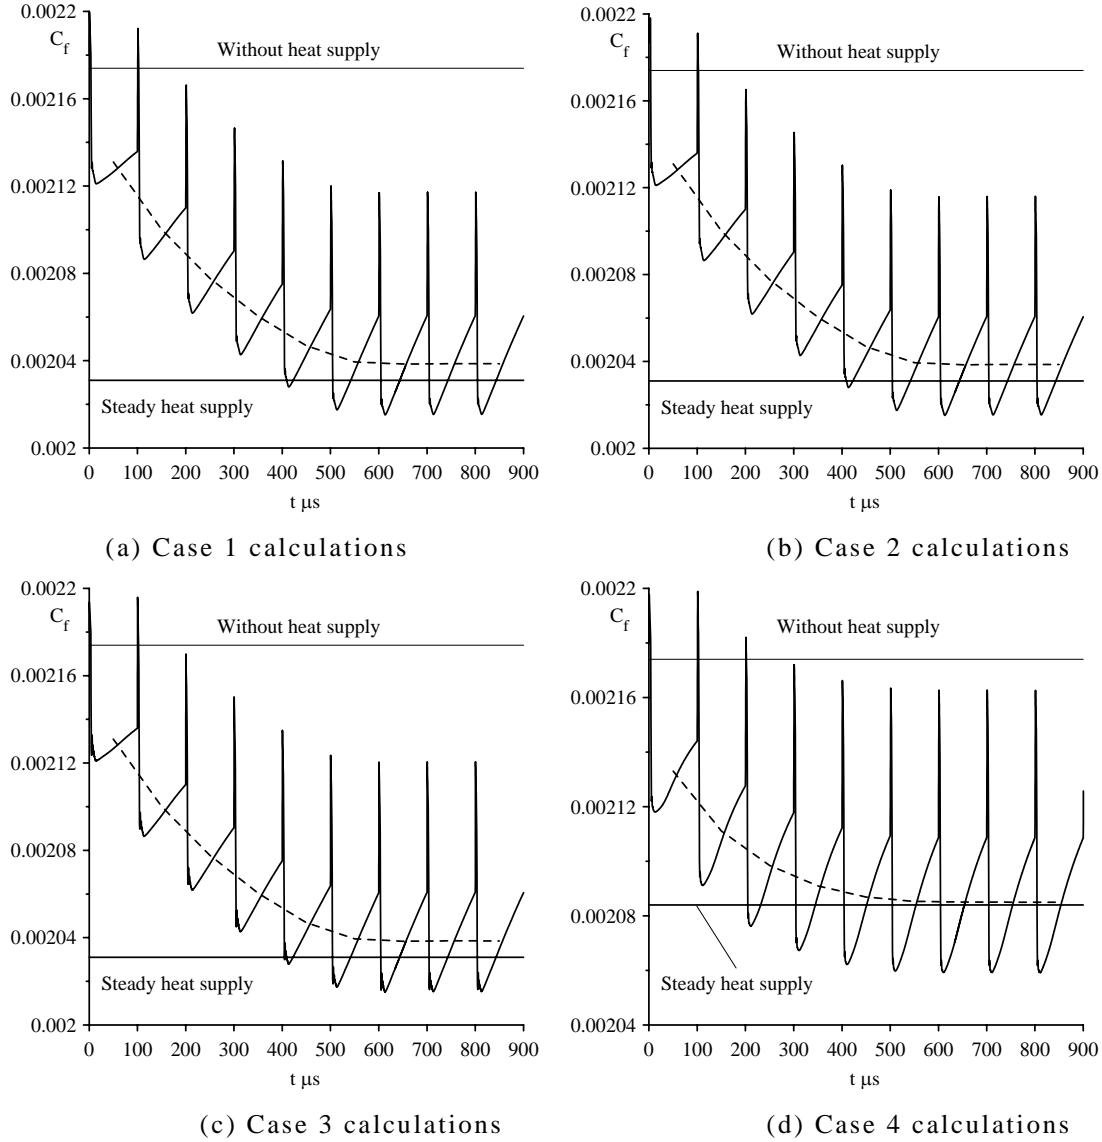 0.0022
C_f
Without heat supply
0.00216
0.00212
0.00208
0.00204
Steady heat supply
0.002
0 100 200 300 400 500 600 700 800 900
t μs
(a) Case 1 calculations
0.0022
C_f
Without heat supply
0.00216
0.00212
0.00208
0.00204
Steady heat supply
0.002
0 100 200 300 400 500 600 700 800 900
t μs
(b) Case 2 calculations
0.0022
C_f
Without heat supply
0.00216
0.00212
0.00208
0.00204
Steady heat supply
0.002
0 100 200 300 400 500 600 700 800 900
t μs
(c) Case 3 calculations
0.0022
C_f
Without heat supply
0.00216
0.00212
0.00208
Steady heat supply
0.00204
0 100 200 300 400 500 600 700 800 900
t μs
(d) Case 4 calculations